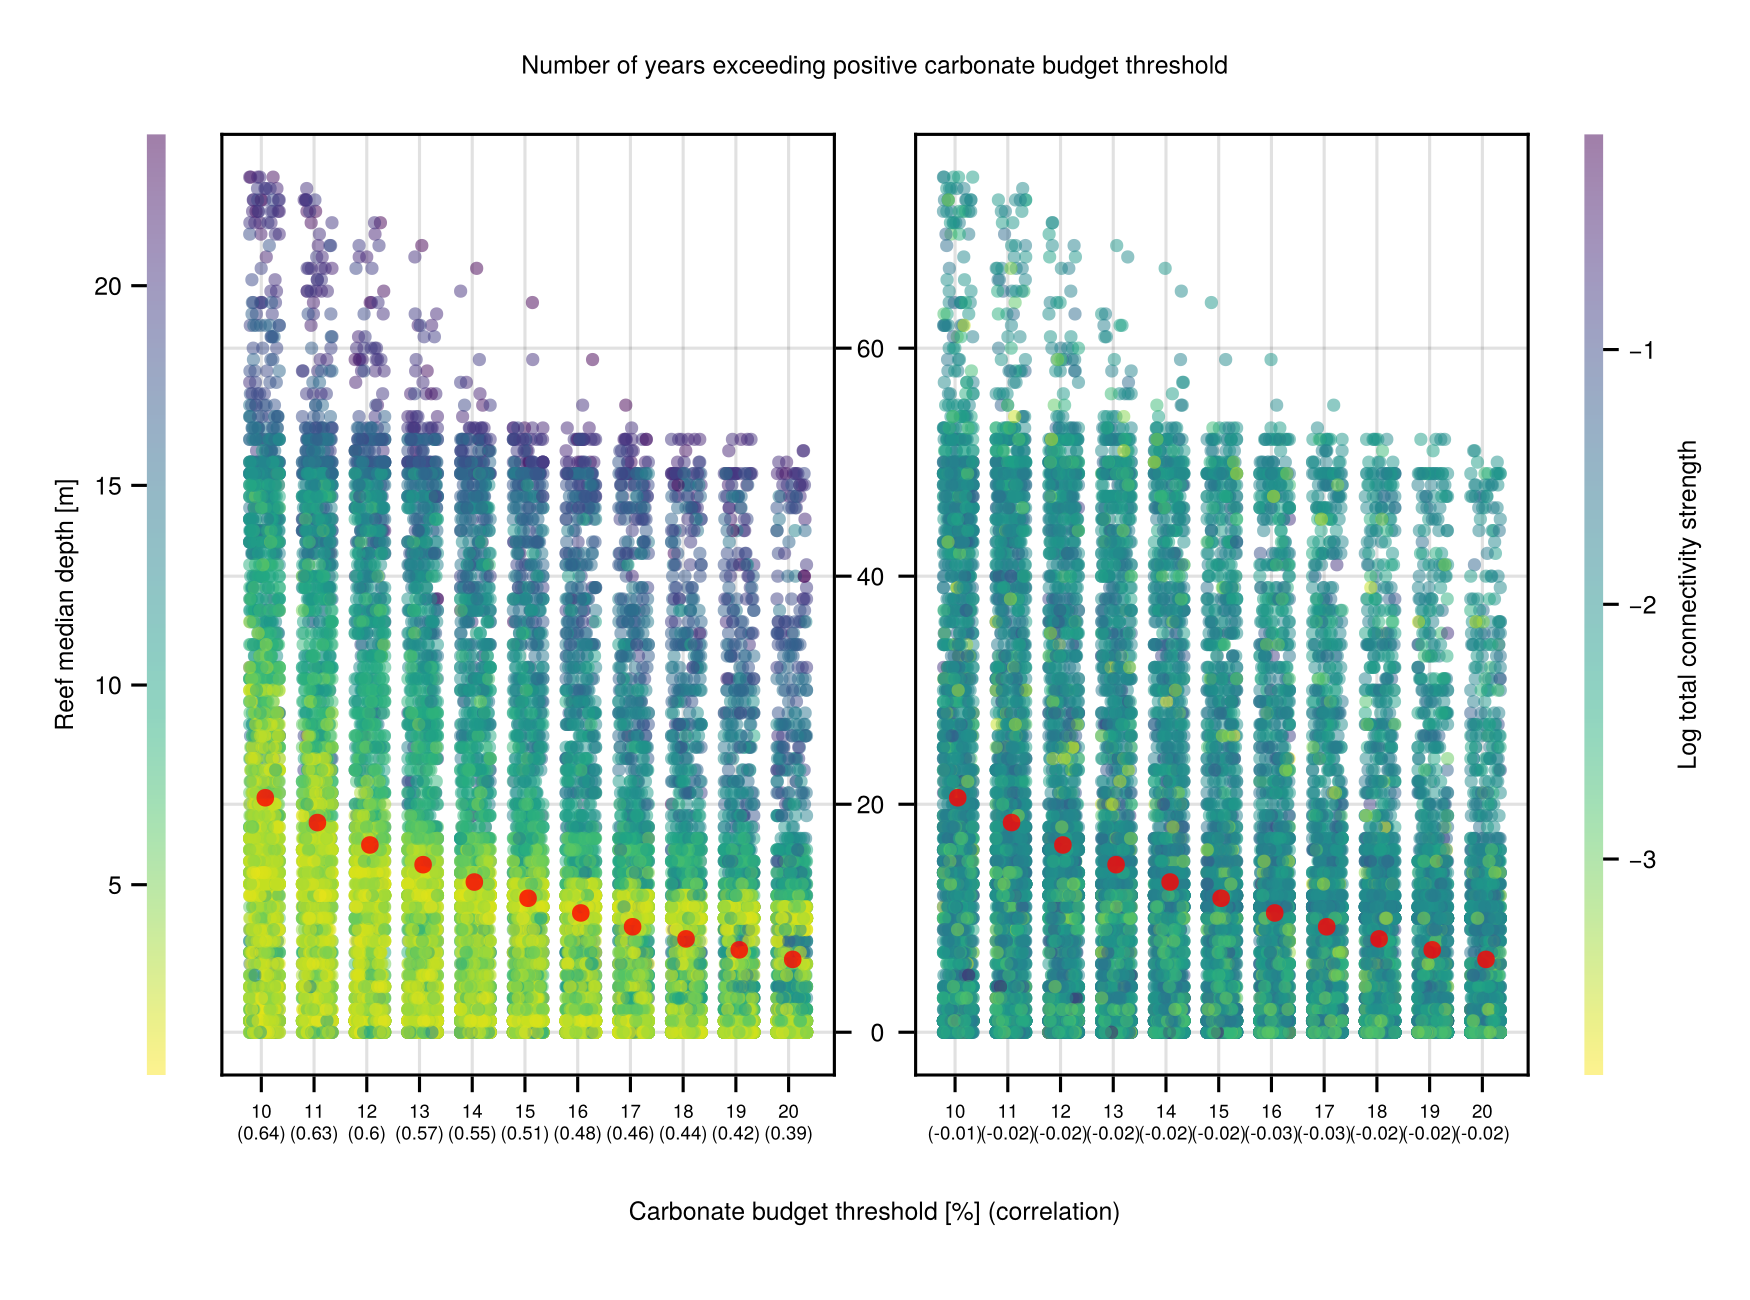 Number of years exceeding positive carbonate budget threshold
Reef median depth [m]
20
15
10
5
60
40
20
0
−1
−2
−3
Log total connectivity strength
10 11 12 13 14 15 16 17 18 19 20
(0.64) (0.63) (0.6) (0.57) (0.55) (0.51) (0.48) (0.46) (0.44) (0.42) (0.39)
10 11 12 13 14 15 16 17 18 19 20
(-0.01) (-0.02) (-0.02) (-0.02) (-0.02) (-0.02) (-0.03) (-0.03) (-0.02) (-0.02) (-0.02)
Carbonate budget threshold [%] (correlation)